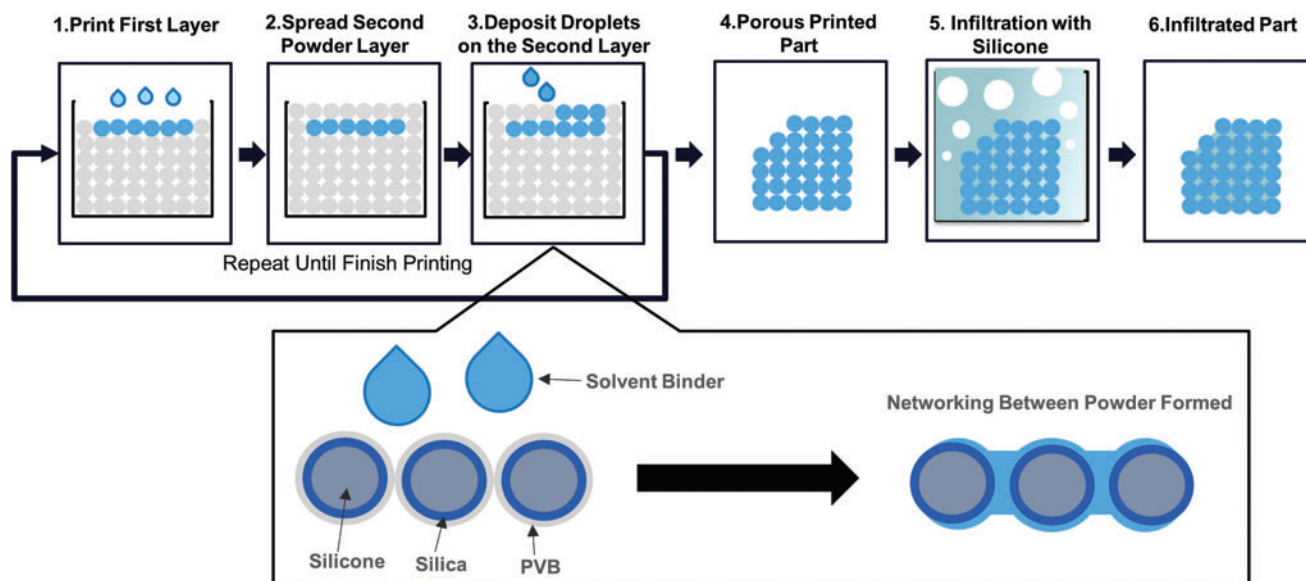 1.Print First Layer
2.Spread Second
Powder Layer
3.Deposit Droplets
on the Second Layer
4.Porous Printed
Part
5. Infiltration with
Silicone
6.Infiltrated Part
Repeat Until Finish Printing
Solvent Binder
Networking Between Powder Formed
Silicone
Silica
PVB